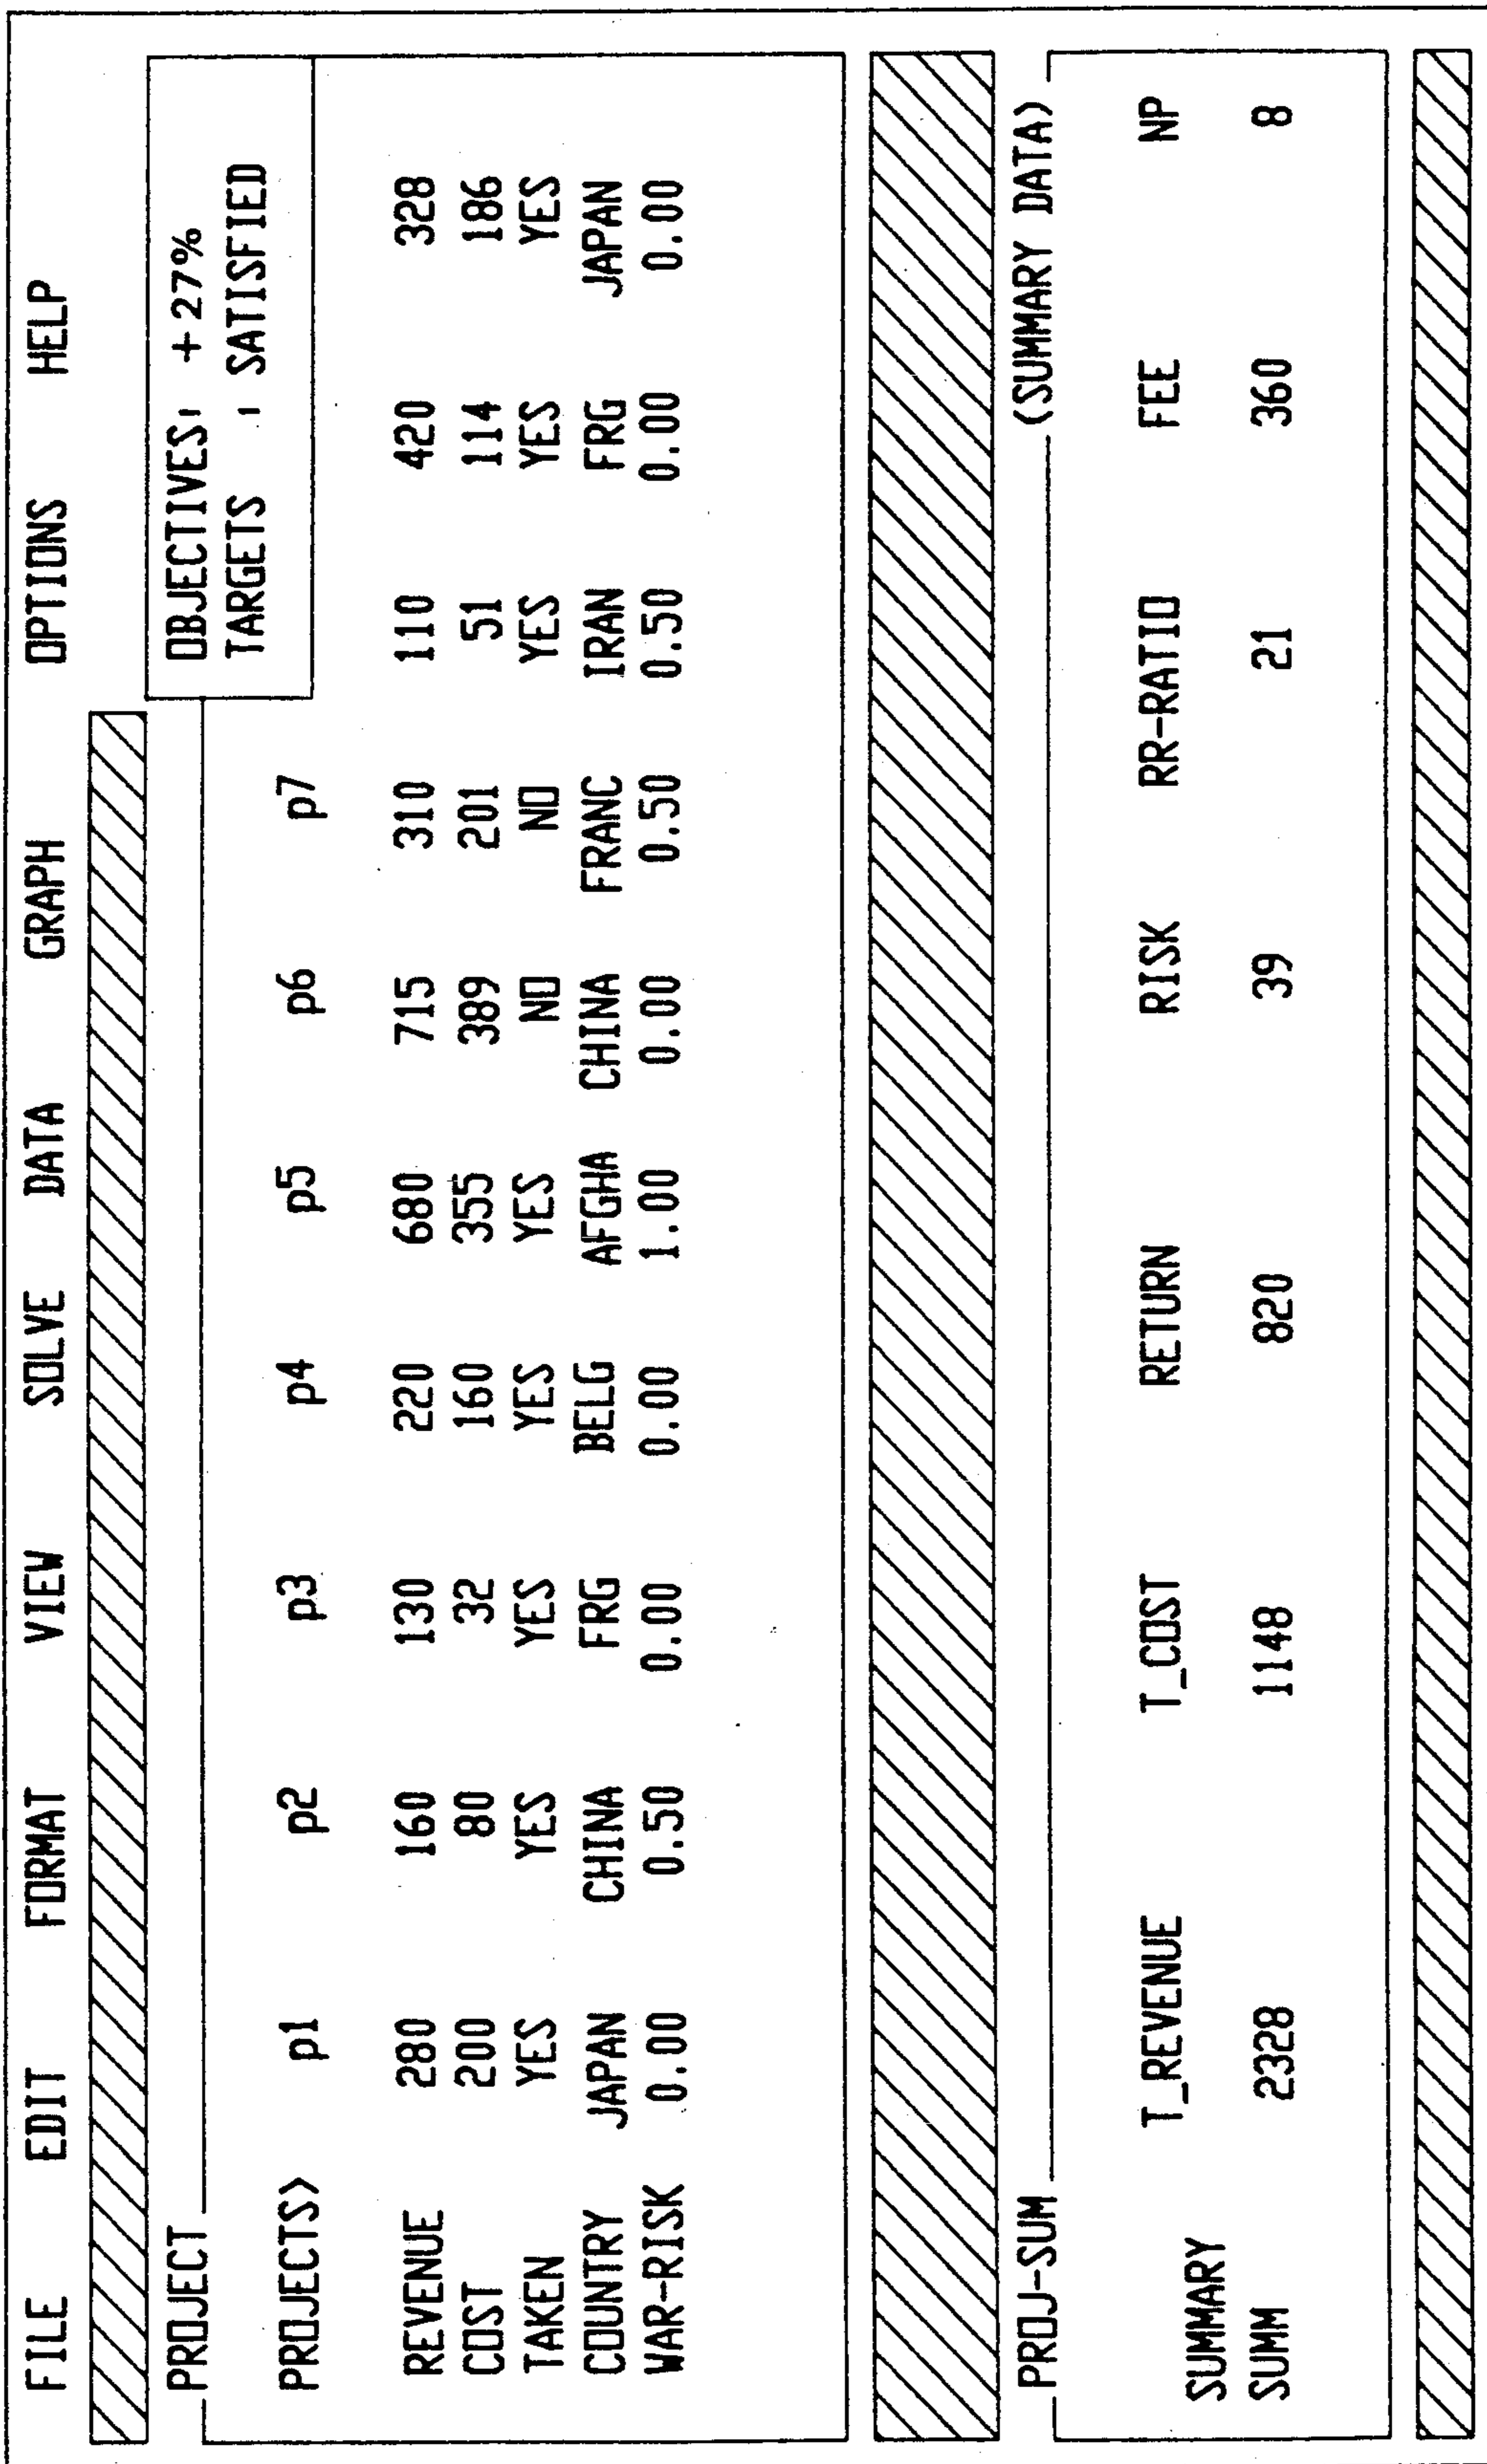 FILE EDIT FORMAT VIEW SOLVE DATA GRAPH OPTIONS HELP
PROJECT
OBJECTIVES: +27%
TARGETS : SATISFIED
PROJECTS> p1 p2 p3 p4 p5 p6 p7
REVENUE 280 160 130 220 680 715 310 110 420 328
COST 200 80 32 160 355 389 201 51 114 186
TAKEN YES YES YES YES YES NO NO YES YES YES
COUNTRY JAPAN CHINA FRG BELG AFGHA CHINA FRANC IRAN FRG JAPAN
WAR-RISK 0.00 0.50 0.00 0.00 1.00 0.00 0.50 0.50 0.00 0.00
PROJ-SUM (SUMMARY DATA)
SUMMARY T_REVENUE T_COST RETURN RISK RR-RATIO FEE NP
SUMM 2328 1148 820 39 21 360 8